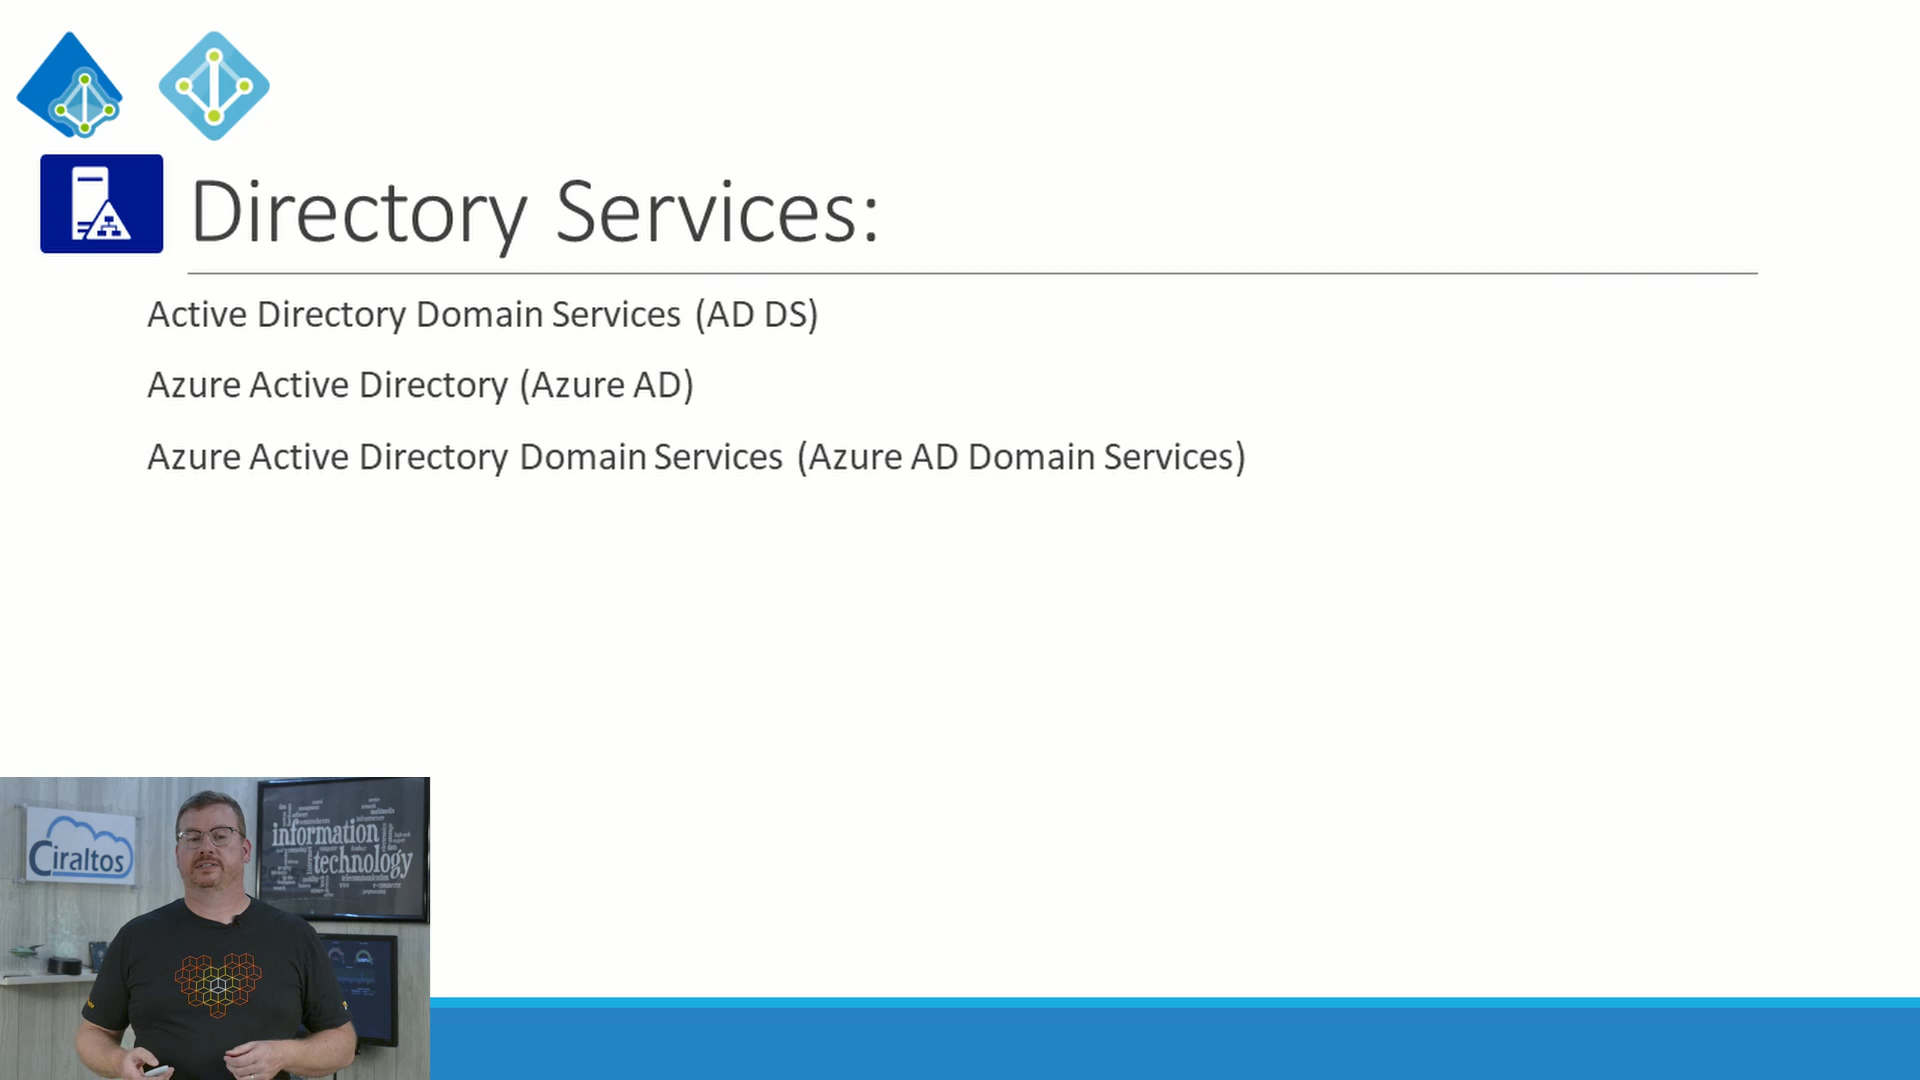 Directory Services:
Active Directory Domain Services (AD DS)
Azure Active Directory (Azure AD)
Azure Active Directory Domain Services (Azure AD Domain Services)
Ciraltos
information
technology